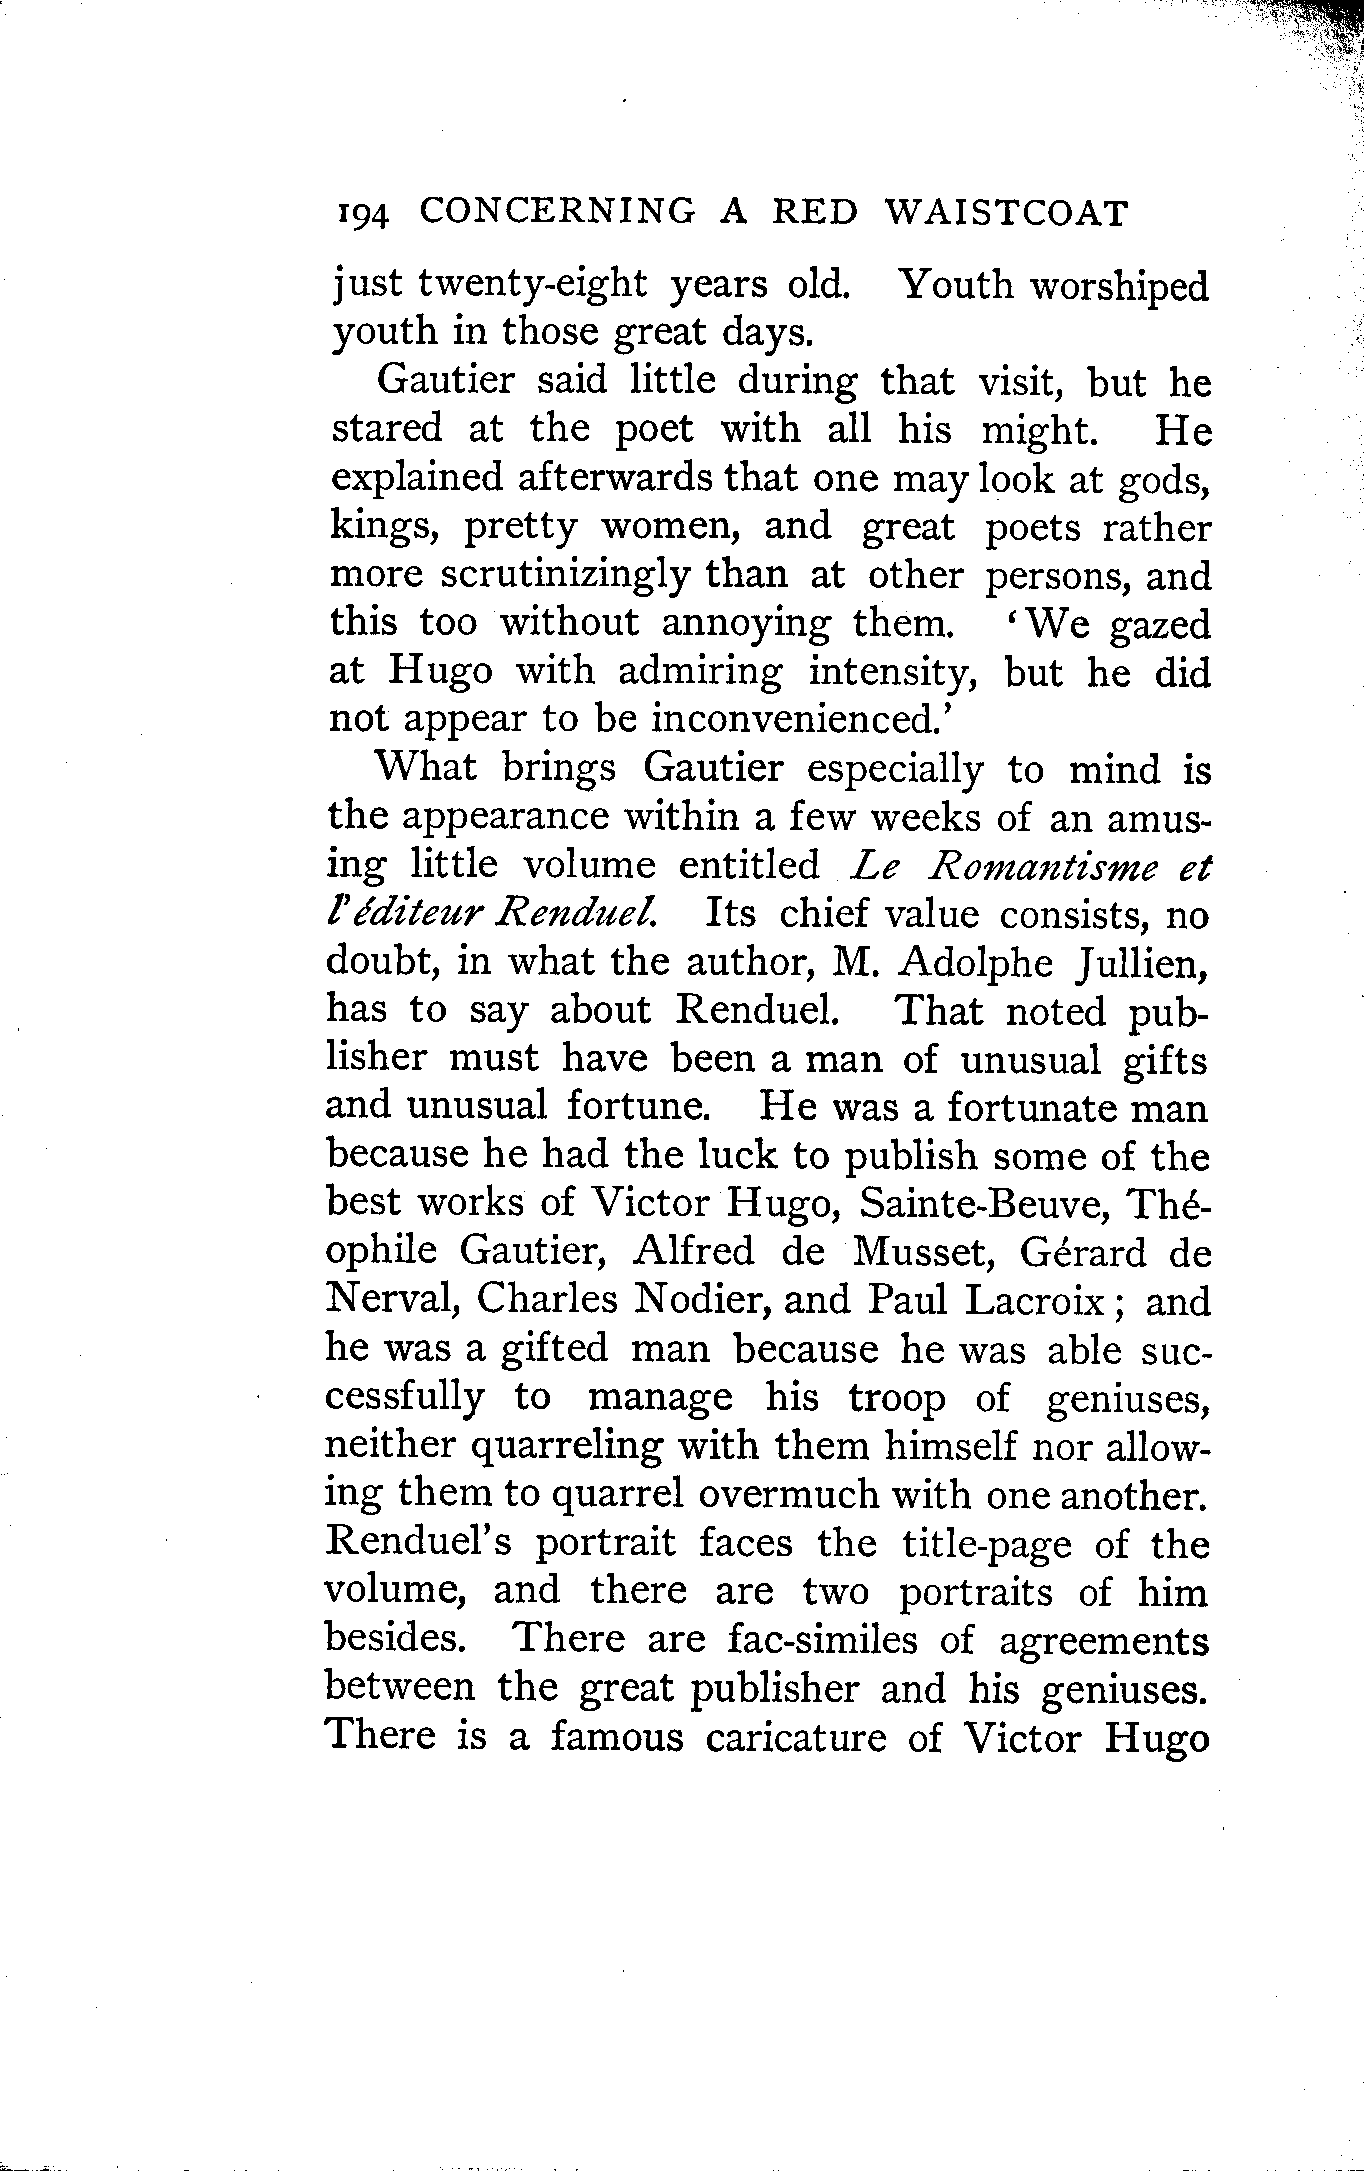 194 CONCERNING A RED WAISTCOAT
just twenty-eight years old. Youth worshiped
youth in those great days.
Gautier said little during that visit, but he
stared at the poet with all his might. He
explained afterwards that one may look at gods,
kings, pretty women, and great poets rather
more scrutinizingly than at other persons, and
this too without annoying them. ‘We gazed
at Hugo with admiring intensity, but he did
not appear to be inconvenienced.’
What brings Gautier especially to mind is
the appearance within a few weeks of an amus-
ing little volume entitled Le Romantisme et
l’éditeur Renduel. Its chief value consists, no
doubt, in what the author, M. Adolphe Jullien,
has to say about Renduel. That noted pub-
lisher must have been a man of unusual gifts
and unusual fortune. He was a fortunate man
because he had the luck to publish some of the
best works of Victor Hugo, Sainte-Beuve, Thé-
ophile Gautier, Alfred de Musset, Gérard de
Nerval, Charles Nodier, and Paul Lacroix; and
he was a gifted man because he was able suc-
cessfully to manage his troop of geniuses,
neither quarreling with them himself nor allow-
ing them to quarrel overmuch with one another.
Renduel’s portrait faces the title-page of the
volume, and there are two portraits of him
besides. There are fac-similes of agreements
between the great publisher and his geniuses.
There is a famous caricature of Victor Hugo